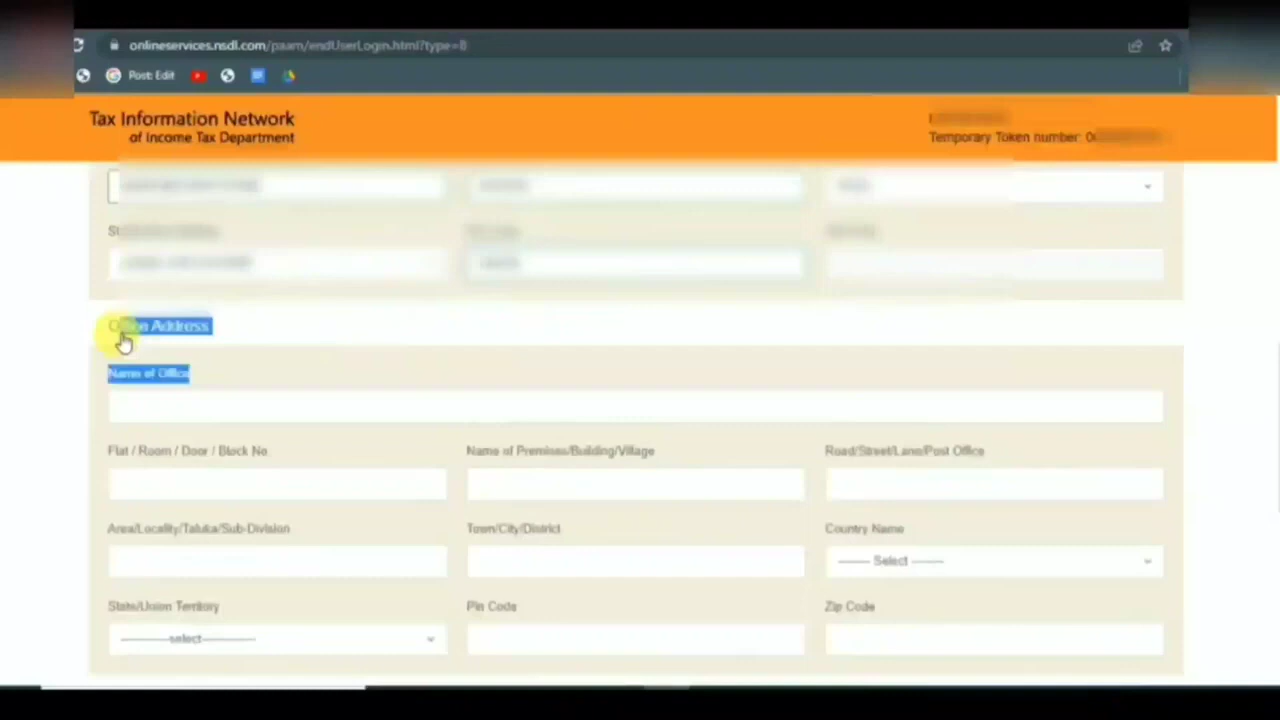 onlineservices.nsdl.com/paam/endUserLogin.html?type=8
Post: Edit
Tax Information Network
of Income Tax Department
Temporary Token number: 0
Office Address
Name of Office
Flat / Room / Door / Block No
Name of Premises/Building/Village
Road/Street/Lane/Post Office
Area/Locality/Taluka/Sub-Division
Town/City/District
Country Name
------- Select -------
State/Union Territory
Pin Code
Zip Code
------------select------------